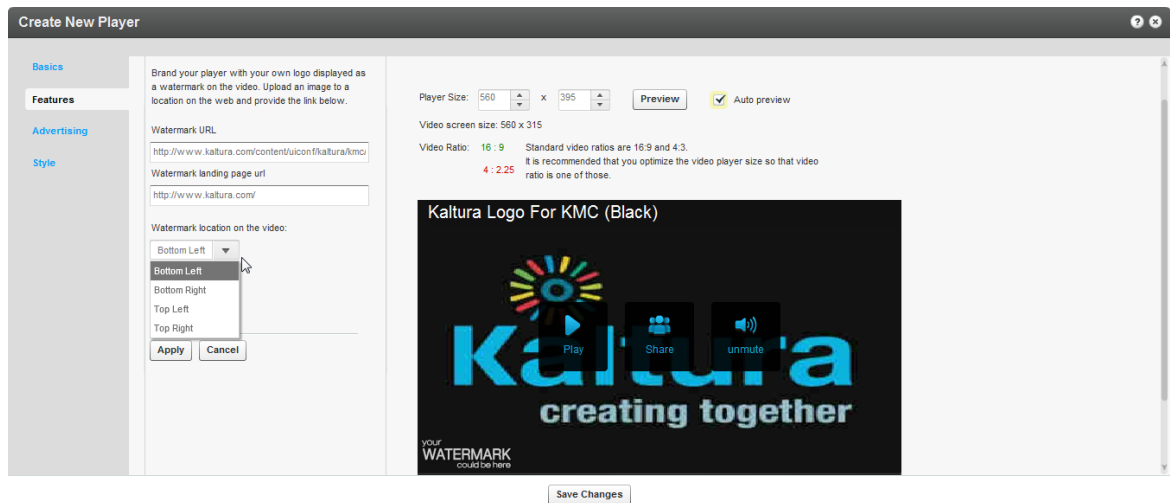 Create New Player
Basics
Features
Advertising
Style
Brand your player with your own logo displayed as
a watermark on the video. Upload an image to a
location on the web and provide the link below.
Watermark URL
http://www.kaltura.com/content/uiconf/kaltura/kmc/
Watermark landing page url
http://www.kaltura.com/
Watermark location on the video:
Bottom Left
Bottom Left
Bottom Right
Top Left
Top Right
Apply Cancel
Player Size: 560 x 395 Preview Auto preview
Video screen size: 560 x 315
Video Ratio: 16 : 9 Standard video ratios are 16:9 and 4:3.
4 : 2.25 It is recommended that you optimize the video player size so that video
ratio is one of those.
Kaltura Logo For KMC (Black)
Play Share unmute
Kaltura
creating together
your
WATERMARK
could be here
Save Changes